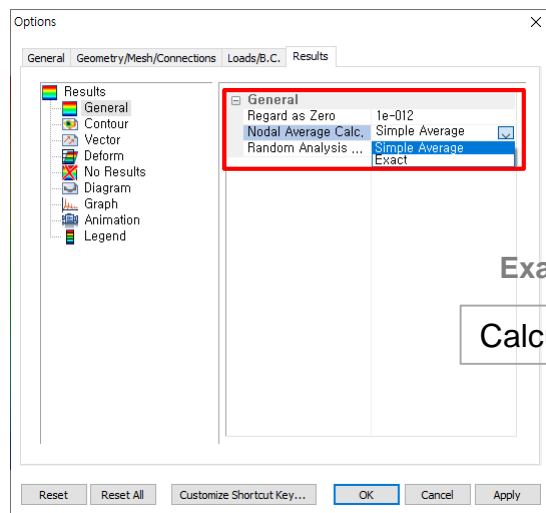 Options
General Geometry/Mesh/Connections Loads/B.C. Results
Results
General
Contour
Vector
Deform
No Results
Diagram
Graph
Animation
Legend
General
Regard as Zero 1e-012
Nodal Average Calc. Simple Average
Random Analysis ... Simple Average
Exact
Exa
Calc
Reset Reset All Customize Shortcut Key... OK Cancel Apply